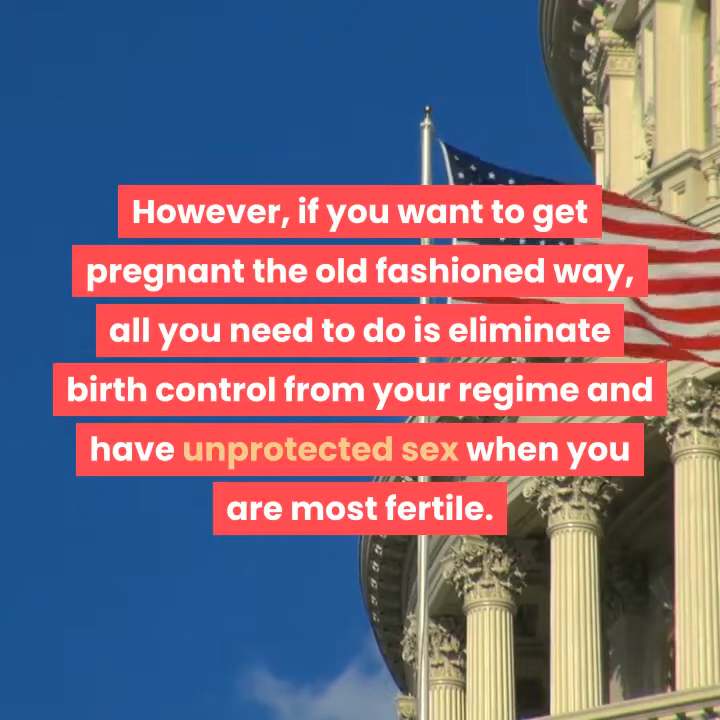 However, if you want to get
pregnant the old fashioned way,
all you need to do is eliminate
birth control from your regime and
have unprotected sex when you
are most fertile.